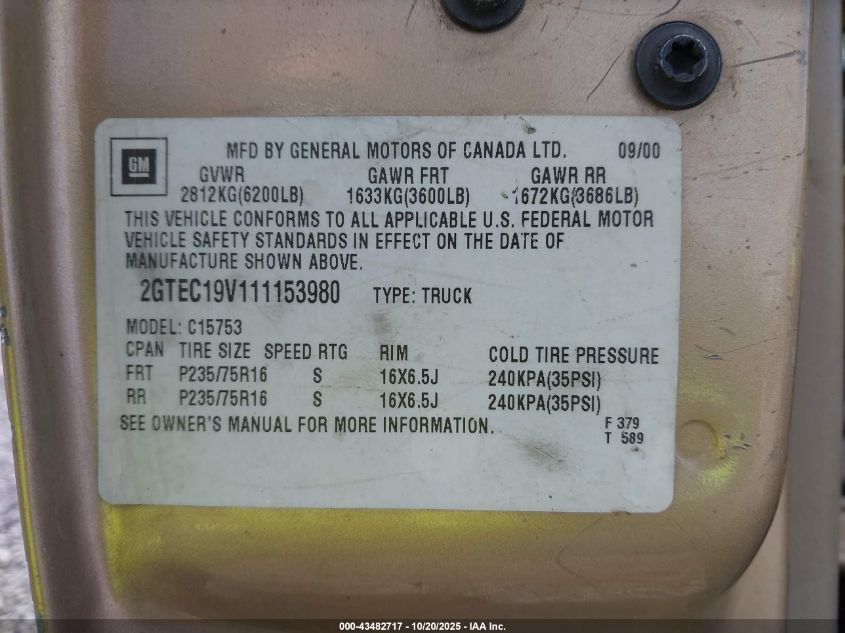 GM
MFD BY GENERAL MOTORS OF CANADA LTD. 09/00
GVWR GAWR FRT GAWR RR
2812KG(6200LB) 1633KG(3600LB) 1672KG(3686LB)
THIS VEHICLE CONFORMS TO ALL APPLICABLE U.S. FEDERAL MOTOR
VEHICLE SAFETY STANDARDS IN EFFECT ON THE DATE OF
MANUFACTURE SHOWN ABOVE.
2GTEC19V111153980 TYPE: TRUCK
MODEL: C15753
CPAN TIRE SIZE SPEED RTG RIM COLD TIRE PRESSURE
FRT P235/75R16 S 16X6.5J 240KPA(35PSI)
RR P235/75R16 S 16X6.5J 240KPA(35PSI)
SEE OWNER'S MANUAL FOR MORE INFORMATION.
F 379
T 589
000-43482717 - 10/20/2025 - IAA Inc.